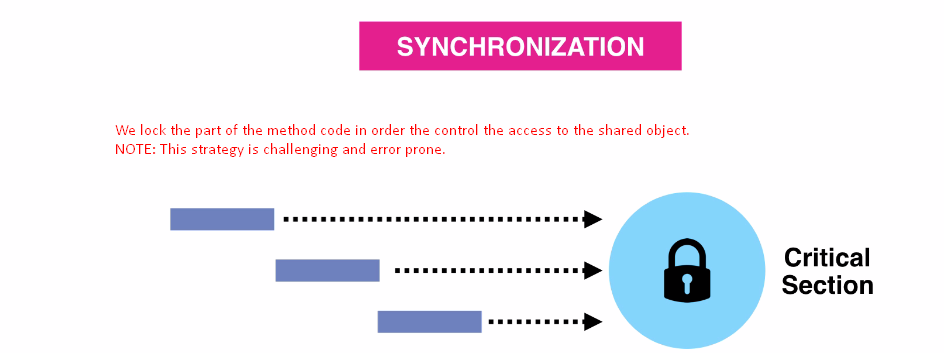 SYNCHRONIZATION
We lock the part of the method code in order the control the access to the shared object.
NOTE: This strategy is challenging and error prone.
Critical
Section